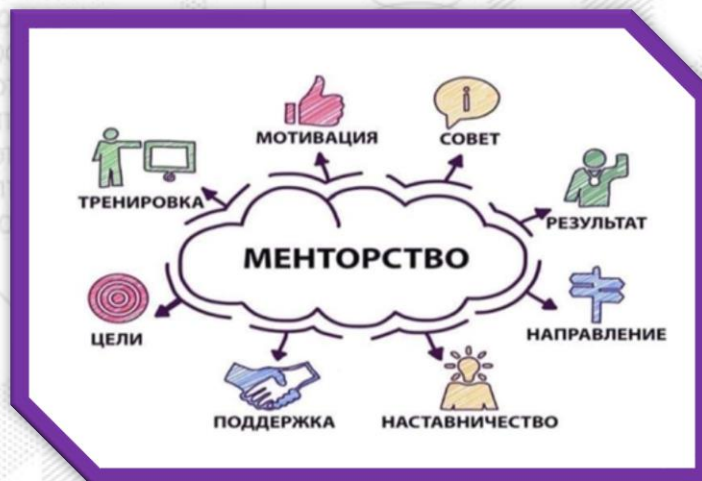 МОТИВАЦИЯ
СОВЕТ
ТРЕНИРОВКА
РЕЗУЛЬТАТ
МЕНТОРСТВО
ЦЕЛИ
НАПРАВЛЕНИЕ
ПОДДЕРЖКА
НАСТАВНИЧЕСТВО